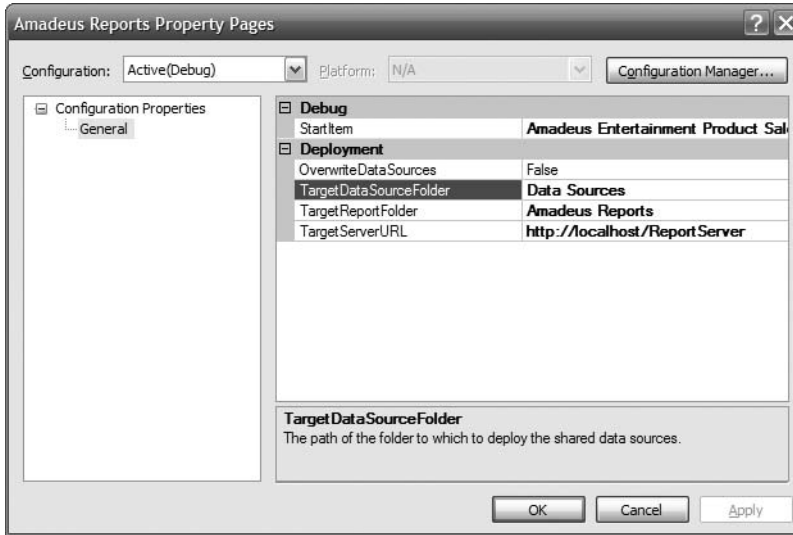 Amadeus Reports Property Pages
Configuration: Active(Debug) Platform: N/A Configuration Manager...
Configuration Properties
General
Debug
StartItem Amadeus Entertainment Product Sal
Deployment
OverwriteDataSources False
TargetDataSourceFolder Data Sources
TargetReportFolder Amadeus Reports
TargetServerURL http://localhost/ReportServer
TargetDataSourceFolder
The path of the folder to which to deploy the shared data sources.
OK Cancel Apply